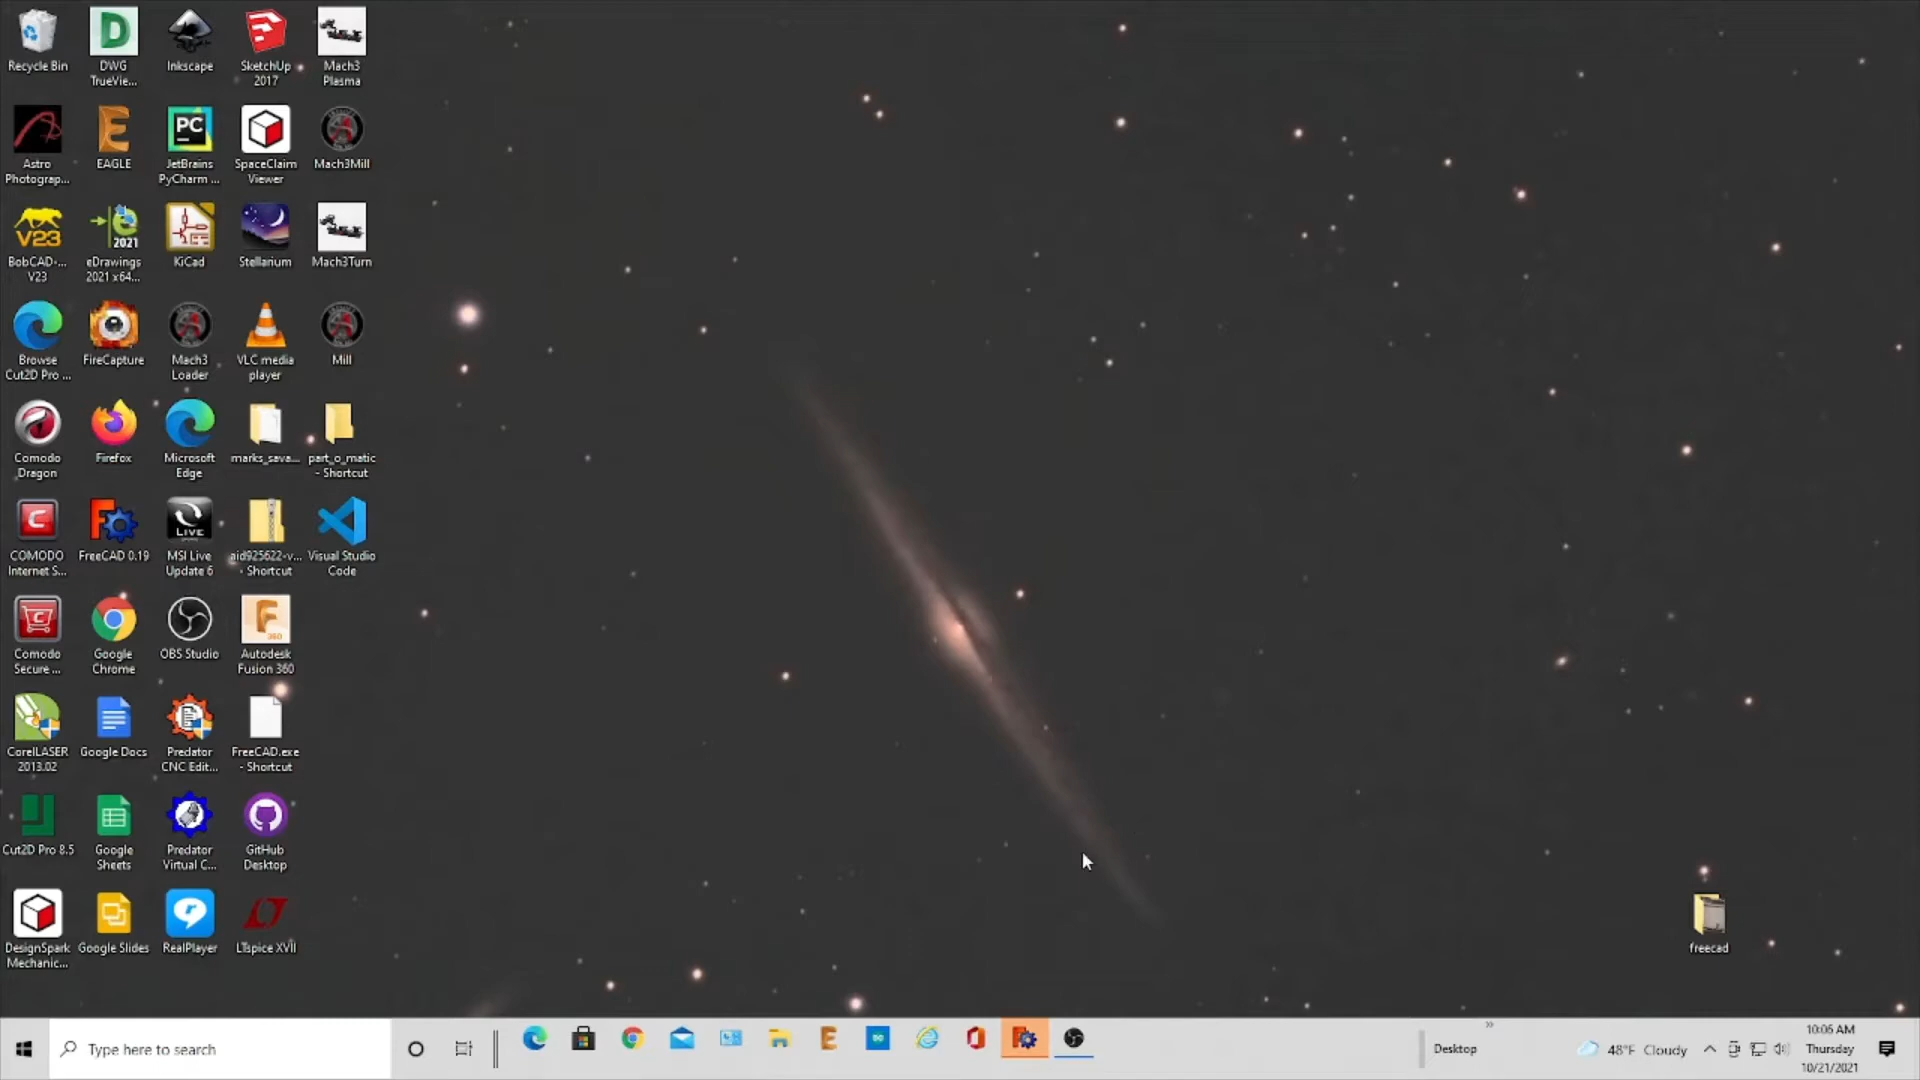 Recycle Bin
DWG
TrueVie...
Inkscape
SketchUp
2017
Mach3
Plasma
Astro
Photograp...
EAGLE
PC
JetBrains
PyCharm ...
SpaceClaim
Viewer
Mach3Mill
V23
BobCAD-...
V23
2021
eDrawings
2021 x64...
KiCad
Stellarium
Mach3Turn
Browse
Cut2D Pro ...
FireCapture
Mach3
Loader
VLC media
player
Mill
Comodo
Dragon
Firefox
Microsoft
Edge
marks_sava...
part_o_matic
- Shortcut
COMODO
Internet S...
FreeCAD 0.19
LIVE
MSI Live
Update 6
aid925622-v...
- Shortcut
Visual Studio
Code
Comodo
Secure ...
Google
Chrome
OBS Studio
360
Autodesk
Fusion 360
CorelLASER
2013.02
Google Docs
Predator
CNC Edit...
FreeCAD.exe
- Shortcut
Cut2D Pro 8.5
Google
Sheets
Predator
Virtual C...
GitHub
Desktop
DesignSpark
Mechanic...
Google Slides
RealPlayer
LTspice XVII
freecad
Type here to search
Desktop
»
48°F Cloudy
10:06 AM
Thursday
10/21/2021